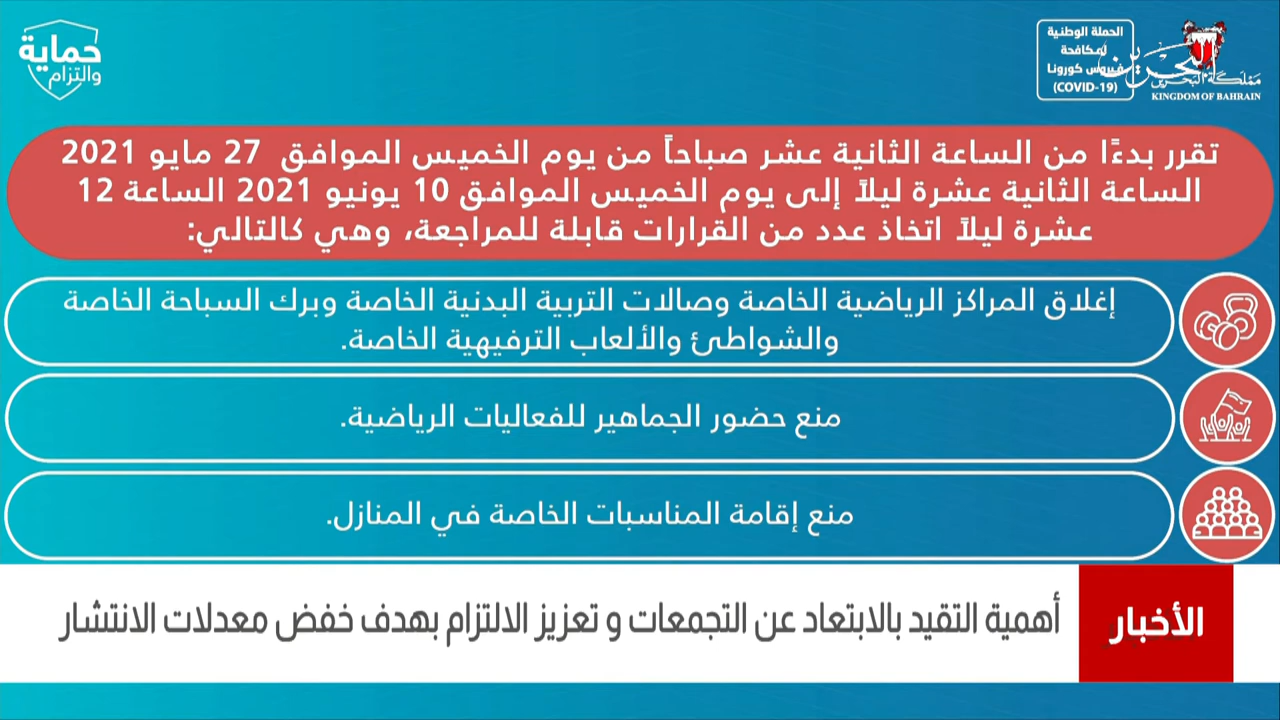 حماية
والتزام
الحملة الوطنية
لمكافحة
فيروس كورونا
(COVID-19)
البحرين
مملكة البحرين
KINGDOM OF BAHRAIN
تقرر بدءًا من الساعة الثانية عشر صباحاً من يوم الخميس الموافق 27 مايو 2021
الساعة الثانية عشرة ليلاً إلى يوم الخميس الموافق 10 يونيو 2021 الساعة 12
عشرة ليلاً اتخاذ عدد من القرارات قابلة للمراجعة، وهي كالتالي:
إغلاق المراكز الرياضية الخاصة وصالات التربية البدنية الخاصة وبرك السباحة الخاصة
والشواطئ والألعاب الترفيهية الخاصة.
منع حضور الجماهير للفعاليات الرياضية.
منع إقامة المناسبات الخاصة في المنازل.
الأخبار
أهمية التقيد بالابتعاد عن التجمعات و تعزيز الالتزام بهدف خفض معدلات الانتشار